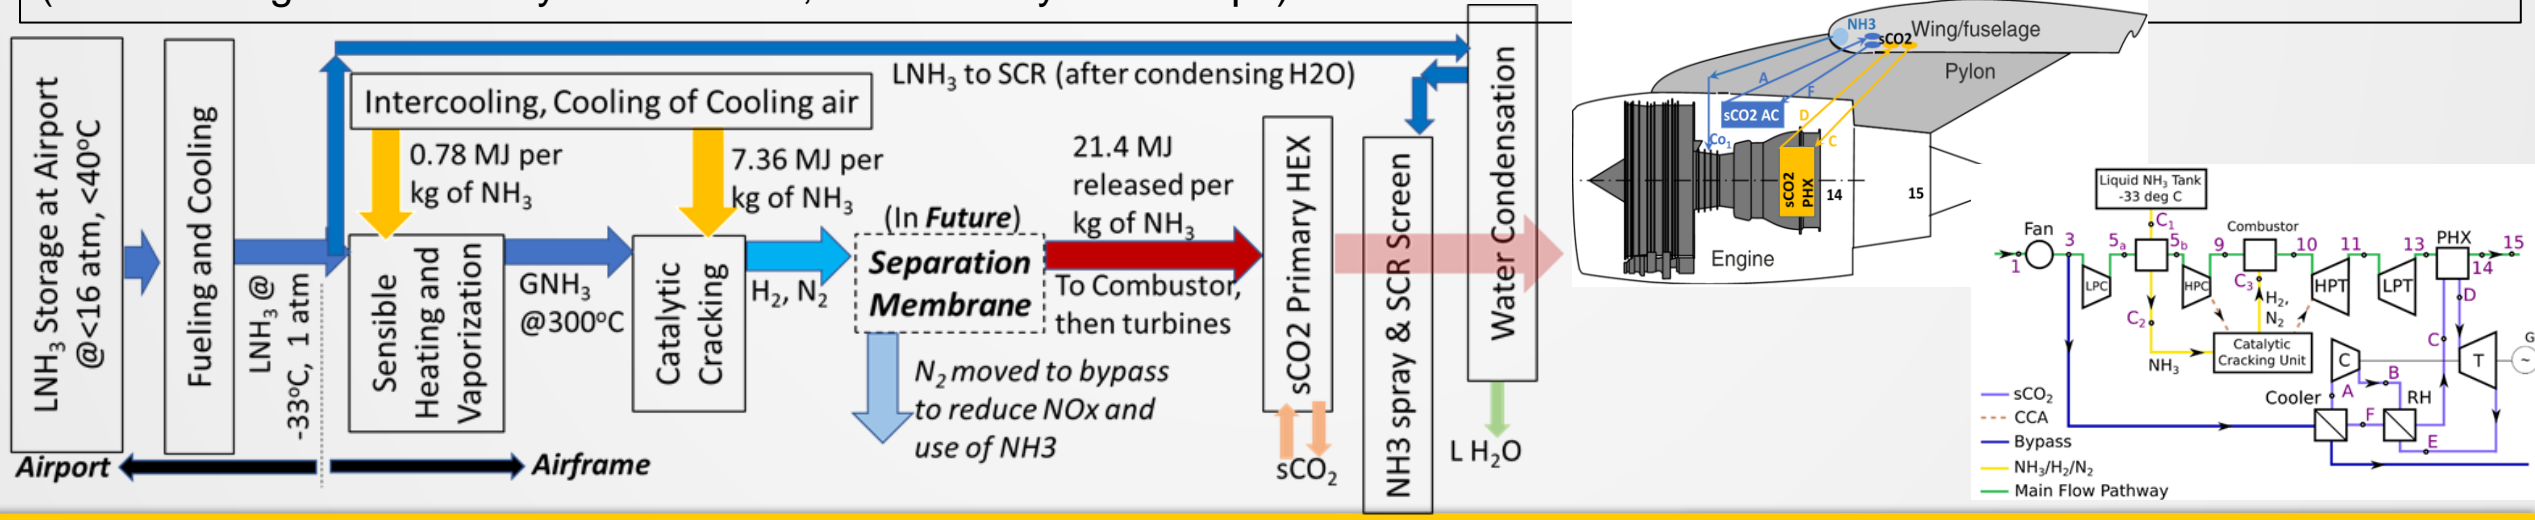 LNH₃ Storage at Airport
@<16 atm, <40°C
Fueling and Cooling
LNH₃ @
-33°C, 1 atm
Intercooling, Cooling of Cooling air
0.78 MJ per
kg of NH₃
7.36 MJ per
kg of NH₃
Sensible
Heating and
Vaporization
GNH₃
@300°C
Catalytic
Cracking
H₂, N₂
(In Future)
Separation
Membrane
N₂ moved to bypass
to reduce NOx and
use of NH3
LNH₃ to SCR (after condensing H2O)
21.4 MJ
released per
kg of NH₃
To Combustor,
then turbines
sCO2 Primary HEX
sCO₂
NH3 spray & SCR Screen
Water Condensation
L H₂O
Airport
Airframe
NH3
sCO2
Wing/fuselage
Pylon
A
F
sCO2 AC
D
C
Co₁
sCO2
PHX
14
15
Engine
Liquid NH₃ Tank
-33 deg C
C₁
Fan
1
3
5ₐ
5b
9
Combustor
10
11
13
PHX
15
14
LPC
HPC
HPT
LPT
C₃
H₂,
N₂
D
C₂
NH₃
Catalytic
Cracking Unit
C
C
T
G
~
B
A
Cooler
RH
F
E
sCO₂
CCA
Bypass
NH₃/H₂/N₂
Main Flow Pathway